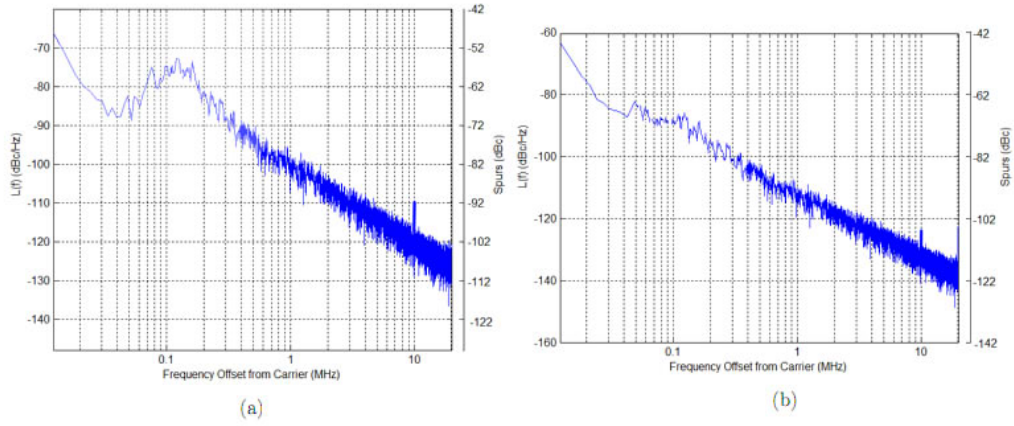 -42
-52
-62
-72
-82
-92
-102
-112
-122
Spurs (dBc)
-70
-80
-90
-100
-110
-120
-130
-140
L(f) (dBc/Hz)
0.1 1 10
Frequency Offset from Carrier (MHz)
(a)
-60
-80
-100
-120
-140
-160
L(f) (dBc/Hz)
-42
-62
-82
-102
-122
-142
Spurs (dBc)
0.1 1 10
Frequency Offset from Carrier (MHz)
(b)